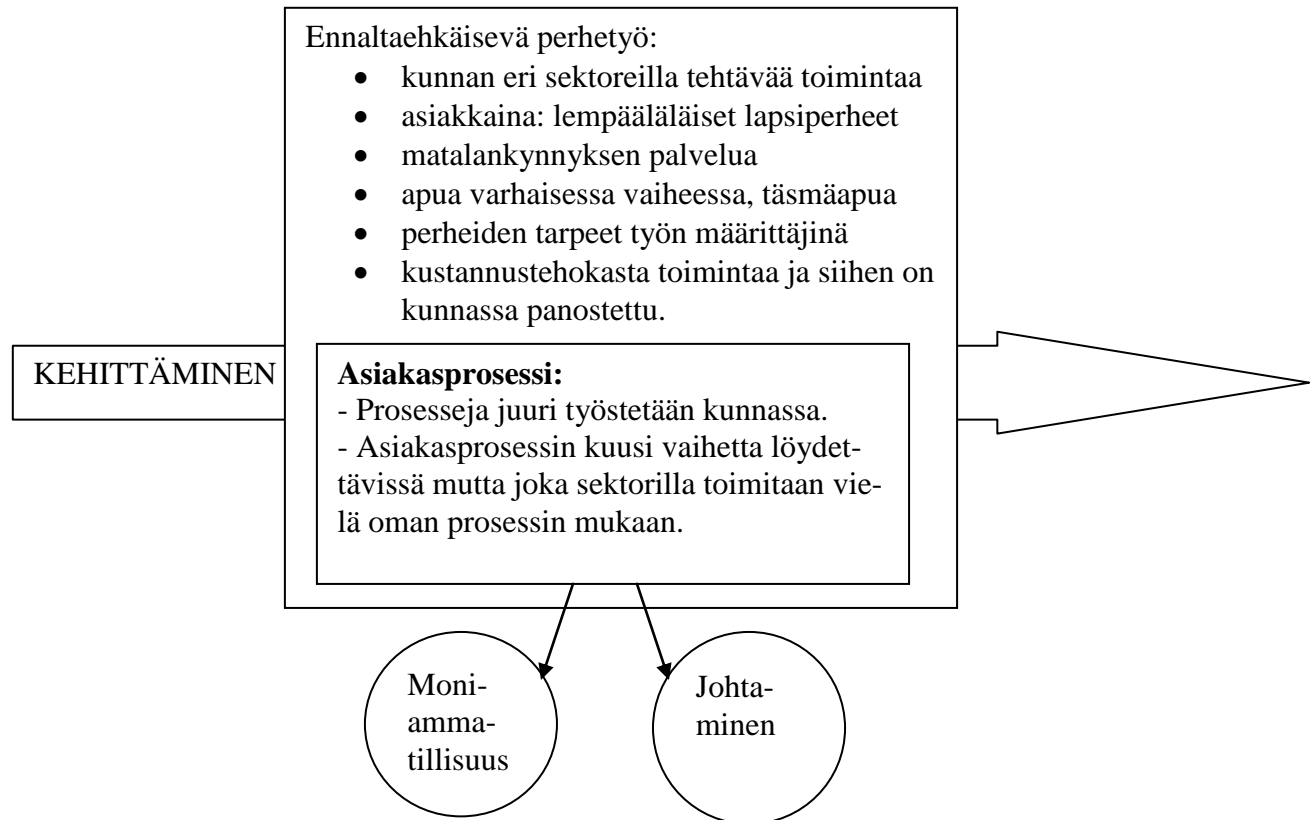 Ennaltaehkäisevä perhetyö:
• kunnan eri sektoreilla tehtävää toimintaa
• asiakkaina: lempääläläiset lapsiperheet
• matalankynnyksen palvelua
• apua varhaisessa vaiheessa, täsmäapua
• perheiden tarpeet työn määrittäjinä
• kustannustehokasta toimintaa ja siihen on
kunnassa panostettu.
KEHITTÄMINEN
Asiakasprosessi:
- Prosesseja juuri työstetään kunnassa.
- Asiakasprosessin kuusi vaihetta löydet-
tävissä mutta joka sektorilla toimitaan vie-
lä oman prosessin mukaan.
Moni-
amma-
tillisuus
Johta-
minen